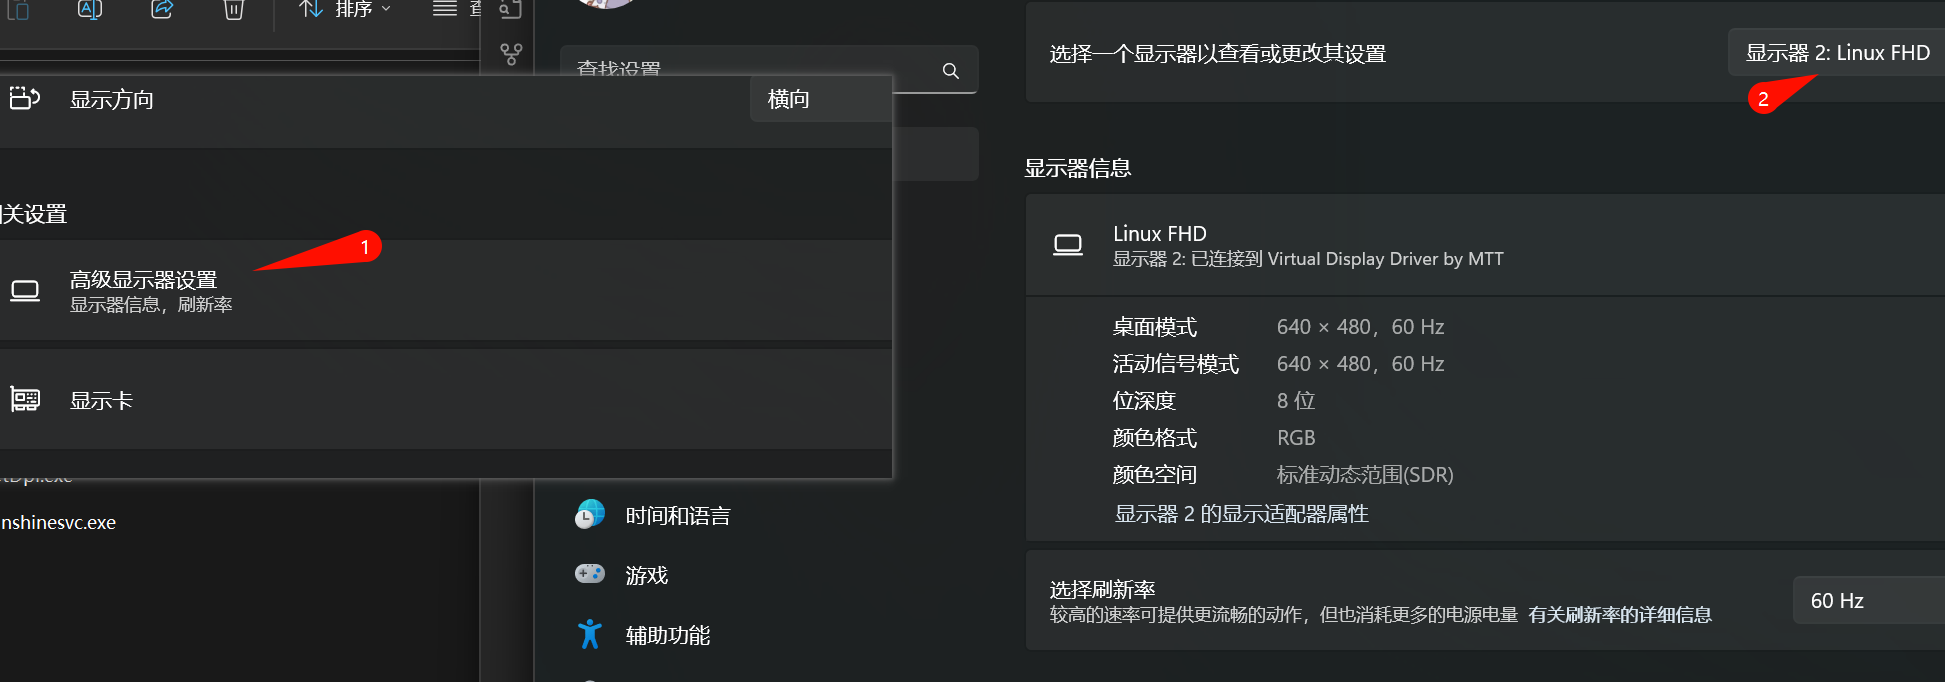 排序
查找设置
显示方向
横向
关设置
1
高级显示器设置
显示器信息，刷新率
显示卡
nshinesvc.exe
时间和语言
游戏
辅助功能
选择一个显示器以查看或更改其设置
显示器 2: Linux FHD
2
显示器信息
Linux FHD
显示器 2: 已连接到 Virtual Display Driver by MTT
桌面模式 640 × 480，60 Hz
活动信号模式 640 × 480，60 Hz
位深度 8 位
颜色格式 RGB
颜色空间 标准动态范围(SDR)
显示器 2 的显示适配器属性
选择刷新率
较高的速率可提供更流畅的动作，但也消耗更多的电源电量 有关刷新率的详细信息
60 Hz